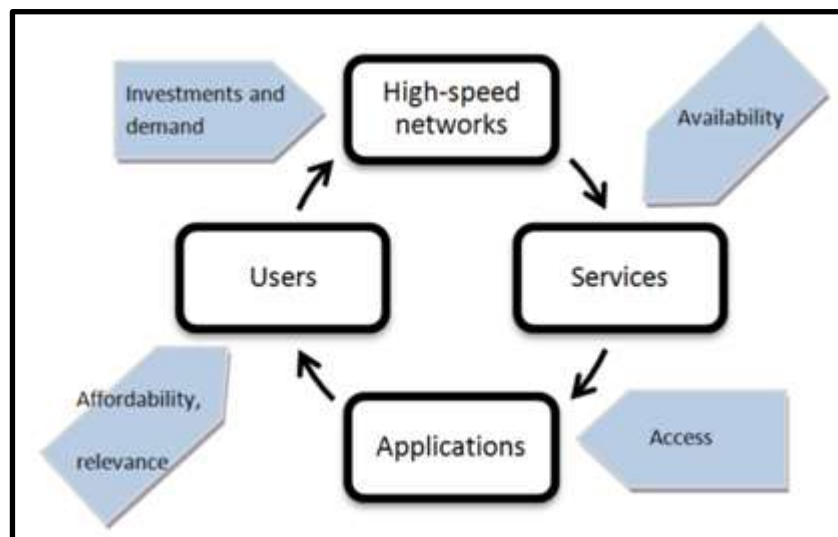 Investments and
demand
High-speed
networks
Availability
Users
Services
Affordability,
relevance
Applications
Access